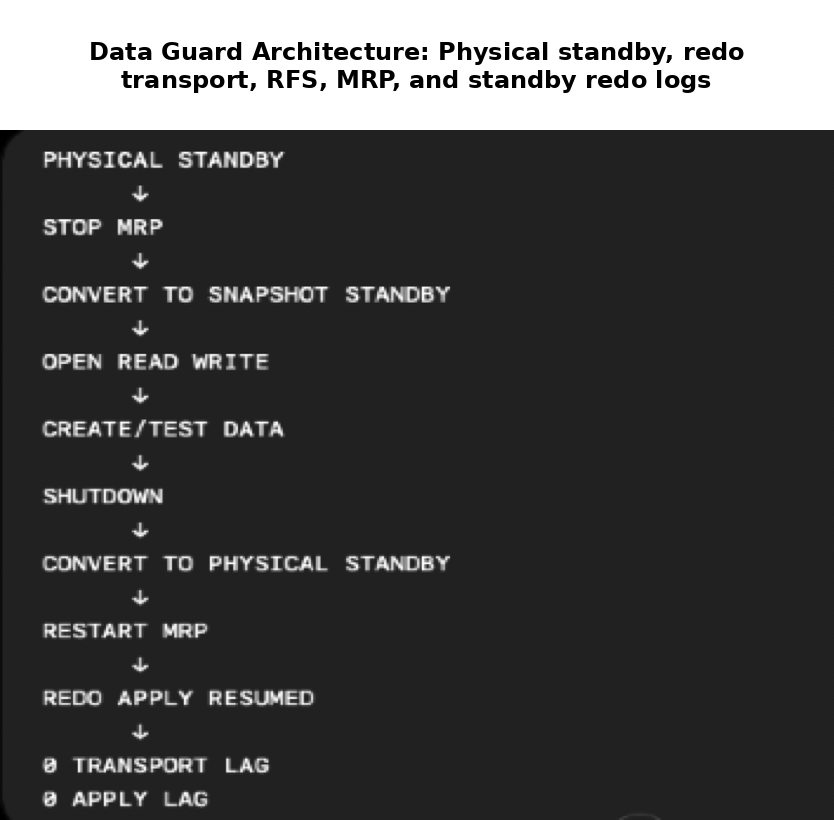 Data Guard Architecture: Physical standby, redo
transport, RFS, MRP, and standby redo logs
PHYSICAL STANDBY
↓
STOP MRP
↓
CONVERT TO SNAPSHOT STANDBY
↓
OPEN READ WRITE
↓
CREATE/TEST DATA
↓
SHUTDOWN
↓
CONVERT TO PHYSICAL STANDBY
↓
RESTART MRP
↓
REDO APPLY RESUMED
↓
0 TRANSPORT LAG
0 APPLY LAG